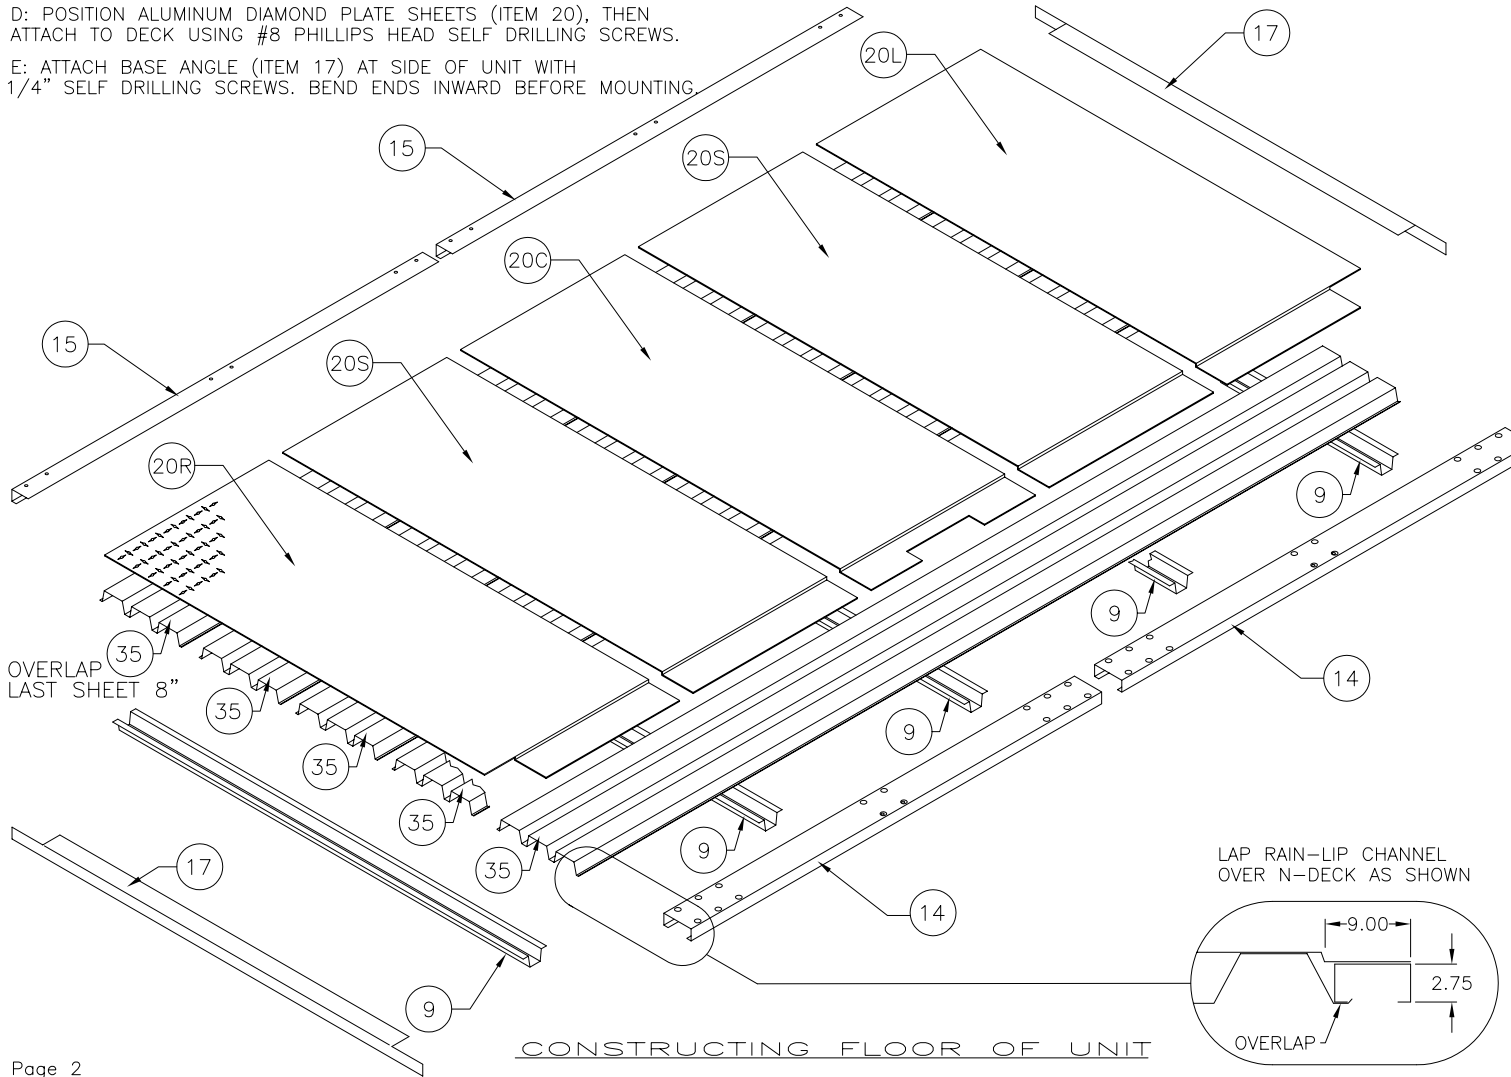 D: POSITION ALUMINUM DIAMOND PLATE SHEETS (ITEM 20), THEN
ATTACH TO DECK USING #8 PHILLIPS HEAD SELF DRILLING SCREWS.
E: ATTACH BASE ANGLE (ITEM 17) AT SIDE OF UNIT WITH
1/4" SELF DRILLING SCREWS. BEND ENDS INWARD BEFORE MOUNTING.
17
20L
15
20S
20C
15
20S
20R
9
9
35
OVERLAP
LAST SHEET 8"
14
35
9
35
35
9
35
17
14
9
LAP RAIN-LIP CHANNEL
OVER N-DECK AS SHOWN
9.00
2.75
OVERLAP
CONSTRUCTING FLOOR OF UNIT
Page 2